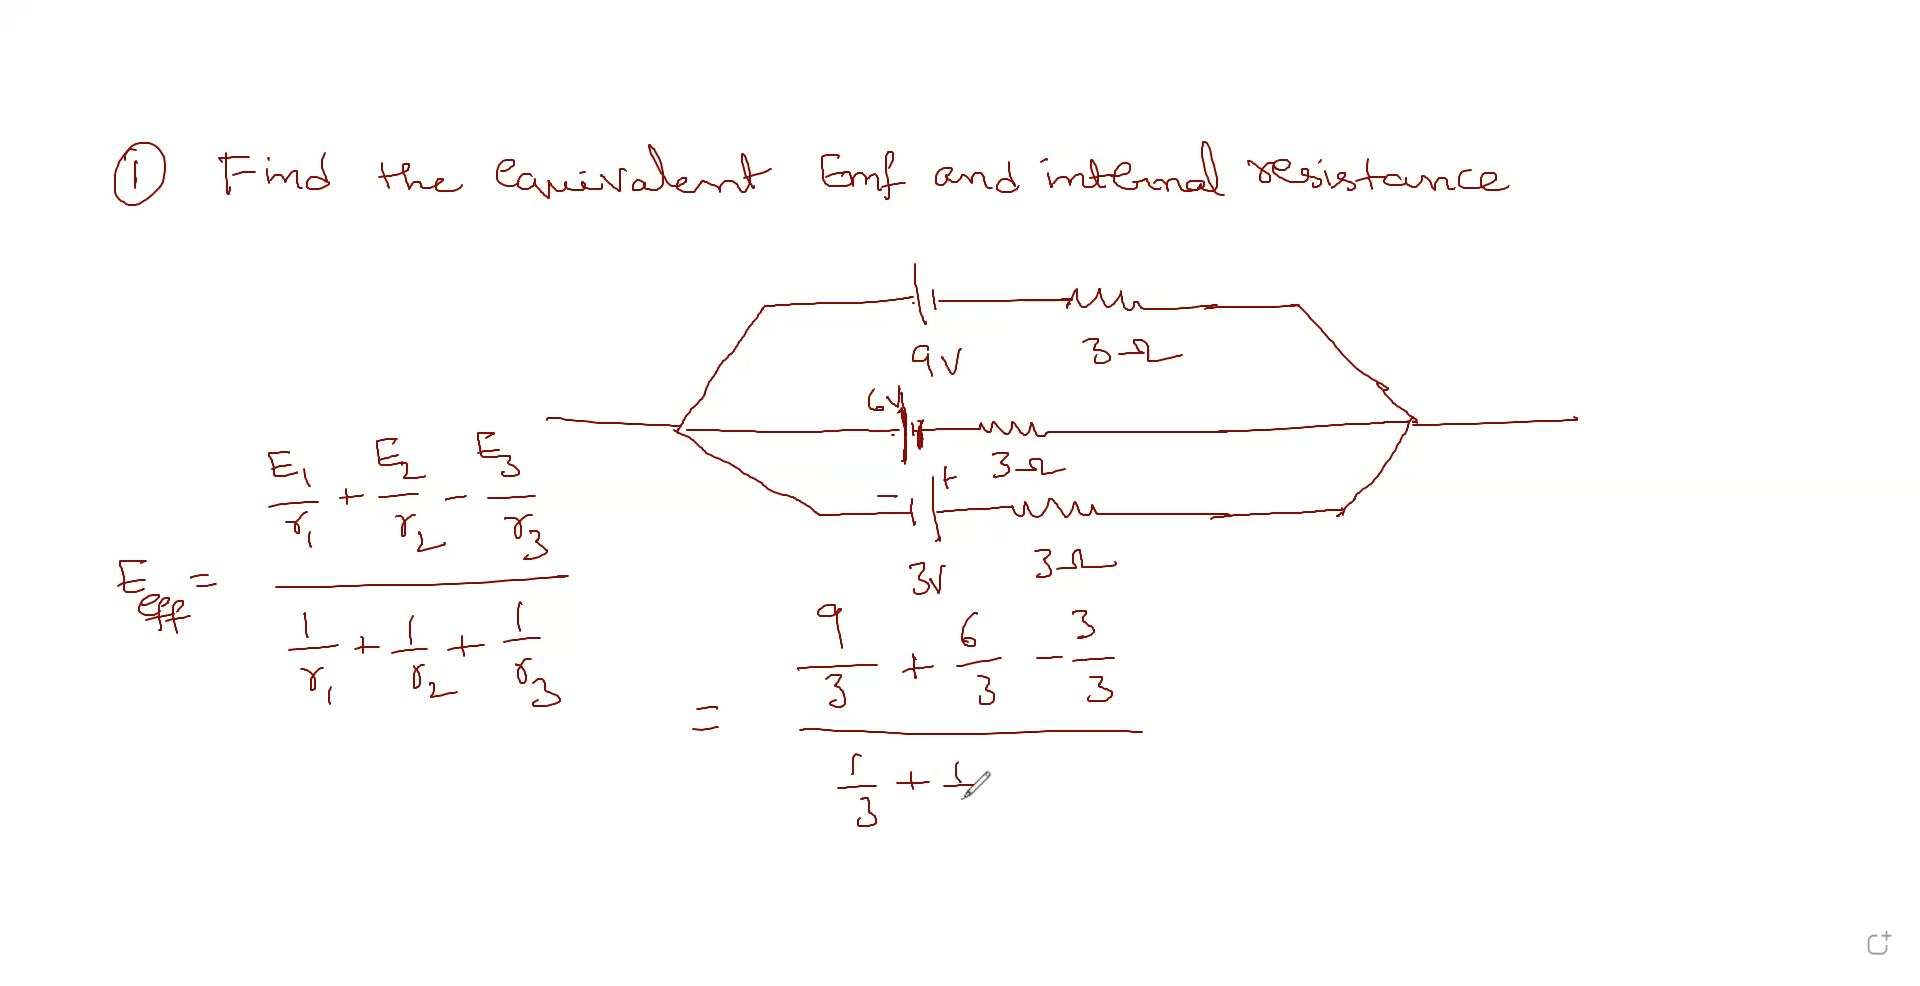 ① Find the equivalent Emf and internal resistance
9V 3Ω
6V
3Ω
- +
3V 3Ω
E_eff = (E₁/r₁ + E₂/r₂ - E₃/r₃) / (1/r₁ + 1/r₂ + 1/r₃)
= (9/3 + 6/3 - 3/3) / (1/3 + 1